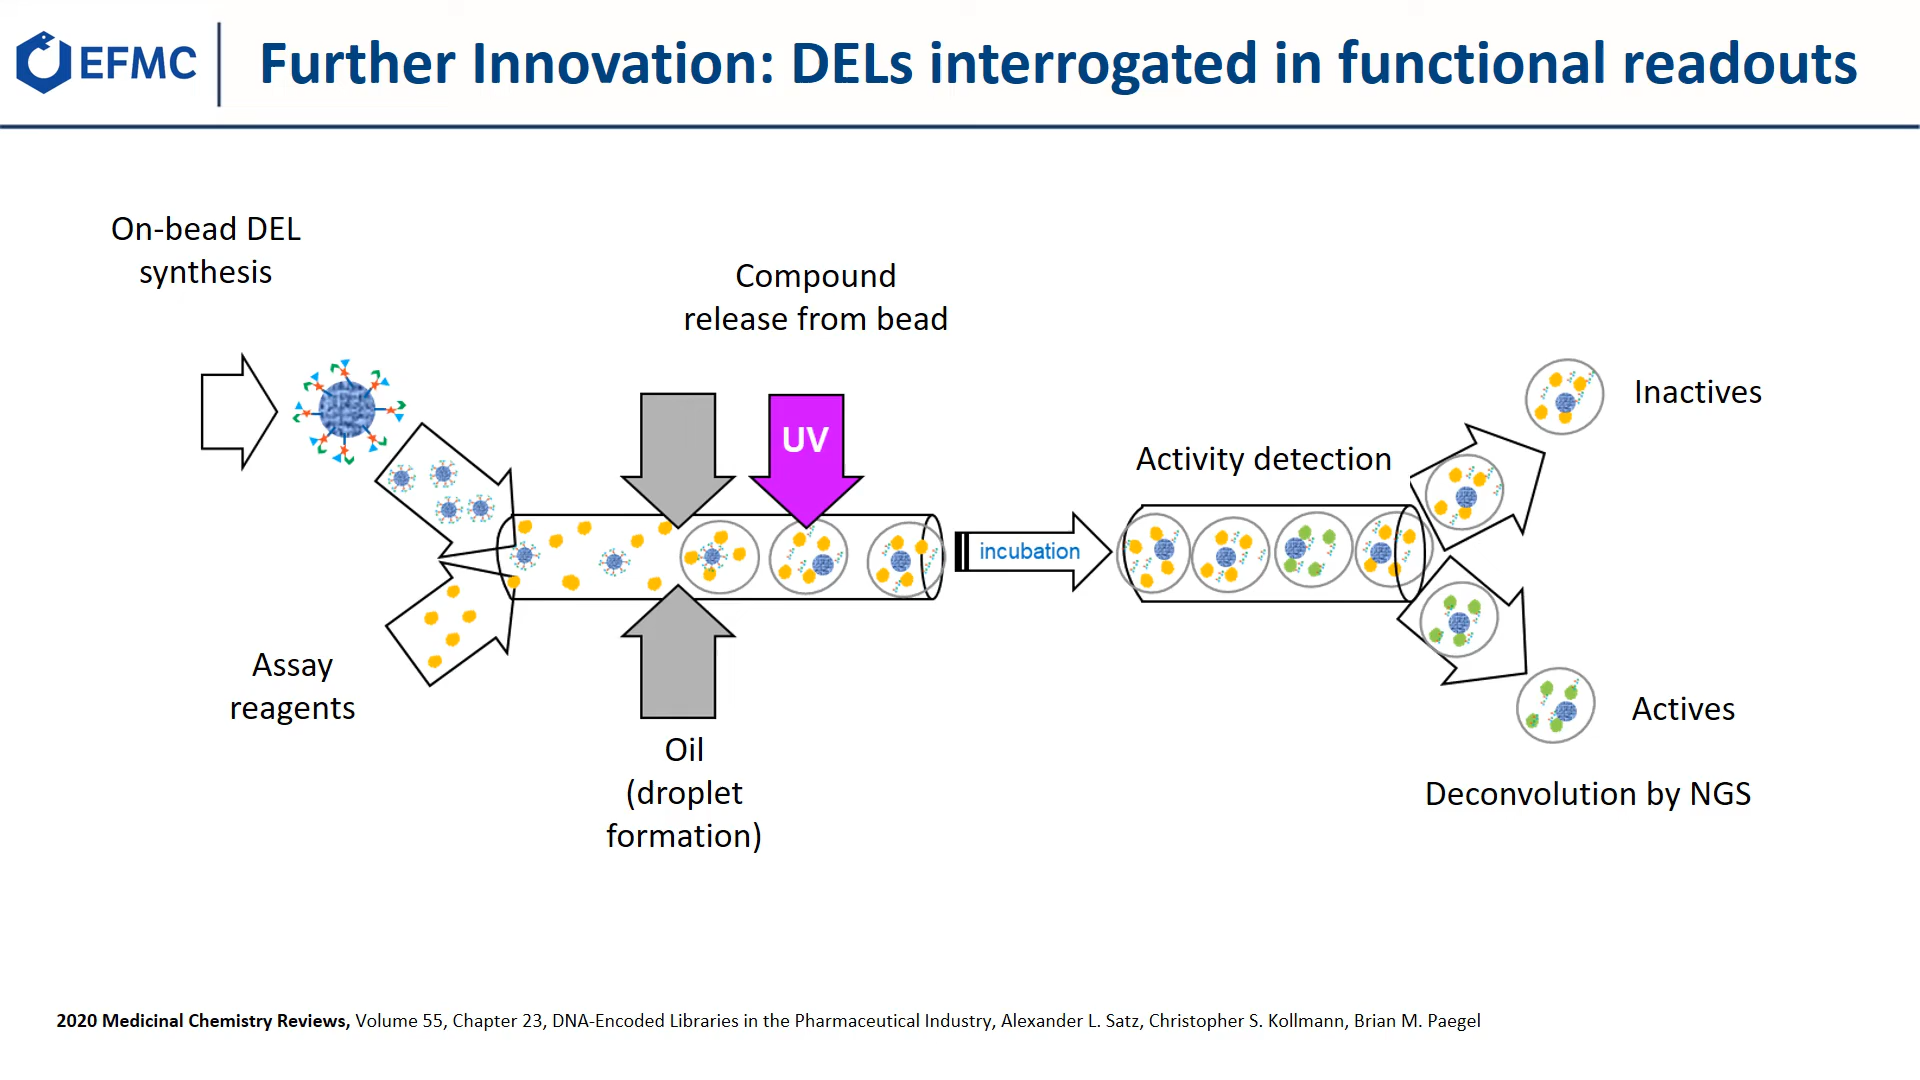 EFMC
Further Innovation: DELs interrogated in functional readouts
On-bead DEL
synthesis
Compound
release from bead
UV
Inactives
Activity detection
incubation
Assay
reagents
Actives
Oil
(droplet
formation)
Deconvolution by NGS
2020 Medicinal Chemistry Reviews, Volume 55, Chapter 23, DNA-Encoded Libraries in the Pharmaceutical Industry, Alexander L. Satz, Christopher S. Kollmann, Brian M. Paegel